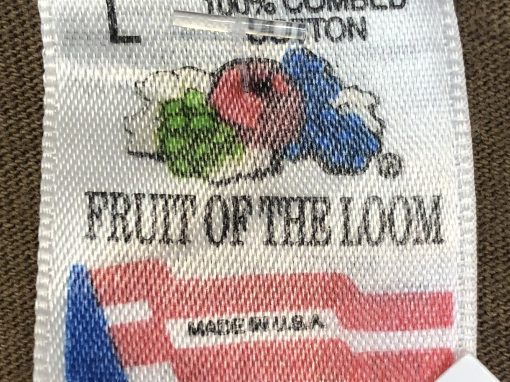 L 100% COMBED
COTTON
®
FRUIT OF THE LOOM
MADE IN U.S.A